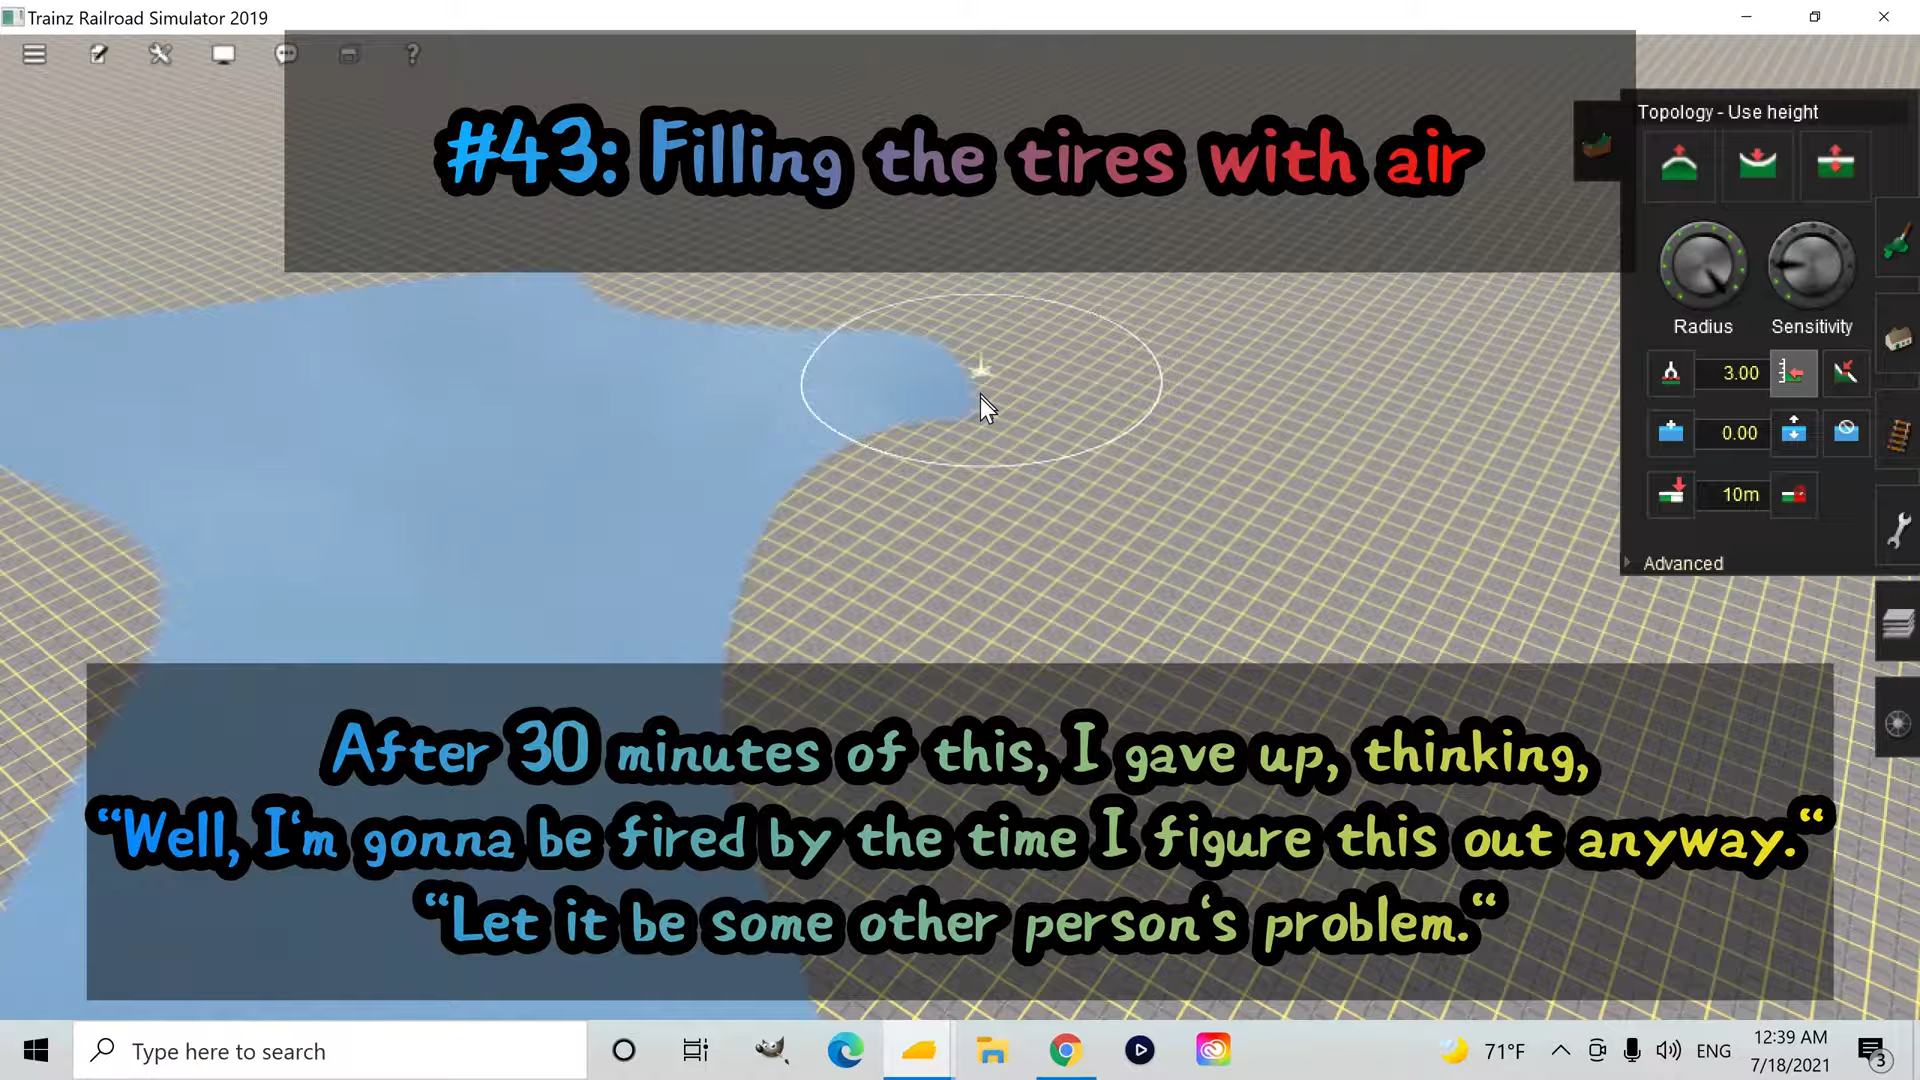 Trainz Railroad Simulator 2019
#43: Filling the tires with air
Topology - Use height
Radius
Sensitivity
3.00
0.00
10m
Advanced
After 30 minutes of this, I gave up, thinking,
“Well, I‘m gonna be fired by the time I figure this out anyway.“
“Let it be some other person‘s problem.“
Type here to search
71°F
ENG
12:39 AM
7/18/2021
3